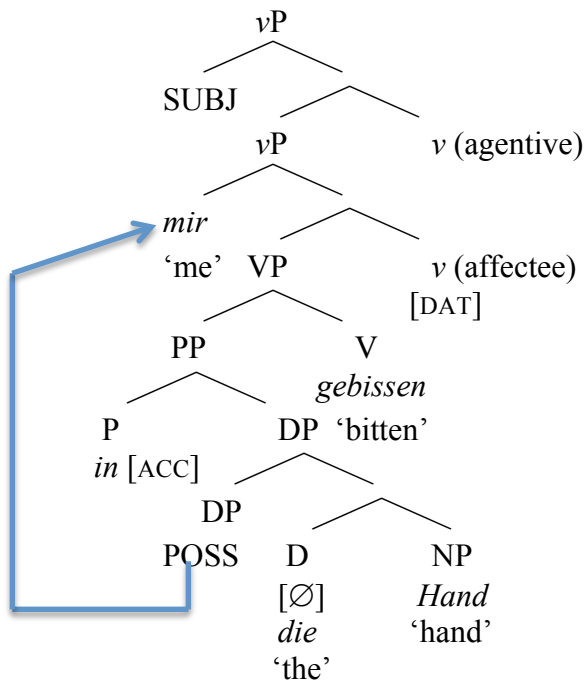 vP
SUBJ
vP v (agentive)
mir
‘me’ VP v (affectee)
[DAT]
PP V
gebissen
P DP ‘bitten’
in [ACC]
DP
POSS D NP
[∅] Hand
die ‘hand’
‘the’